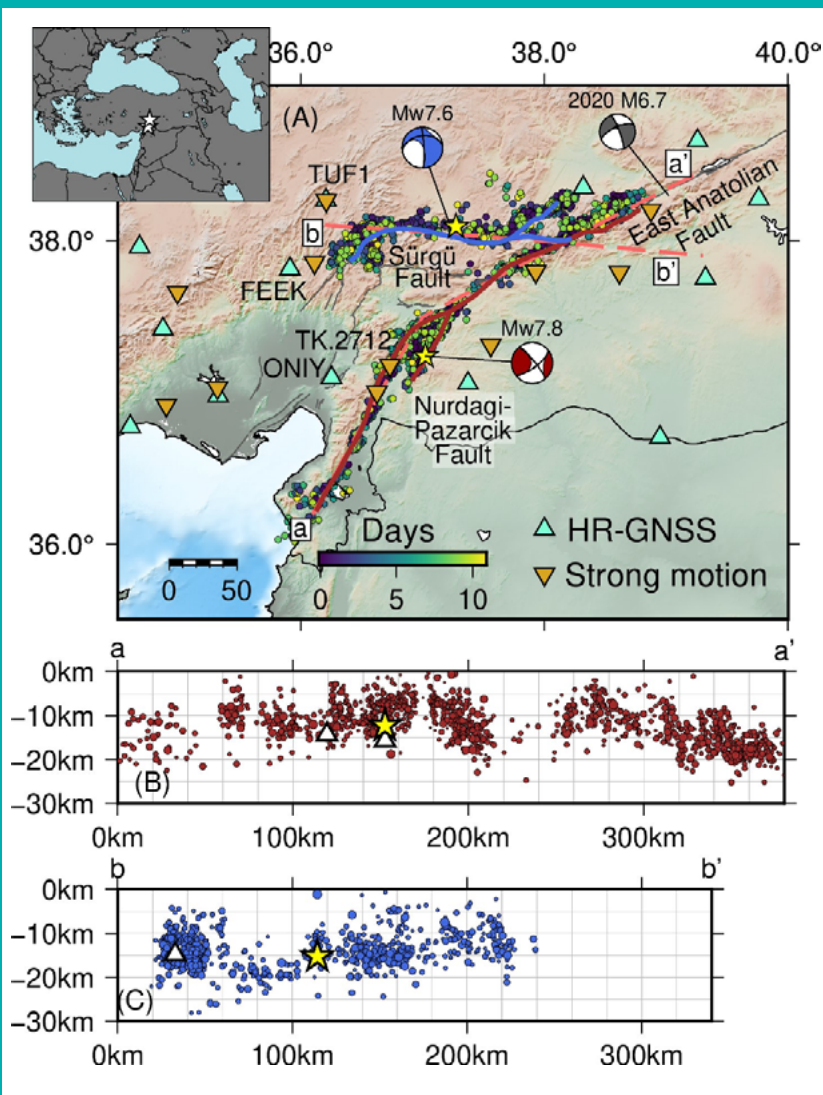 36.0° 38.0° 40.0°
(A)
Mw7.6
2020 M6.7
TUF1
a'
b
East Anatolian
Fault
38.0°
Sürgü
Fault
b'
FEEK
TK.2712
Mw7.8
ONIY
Nurdagi-
Pazarcik
Fault
a
Days
HR-GNSS
36.0°
0 50
0 5 10
Strong motion
a a'
0km
−10km
−20km
−30km
(B)
0km 100km 200km 300km
b b'
0km
−10km
−20km
−30km
(C)
0km 100km 200km 300km